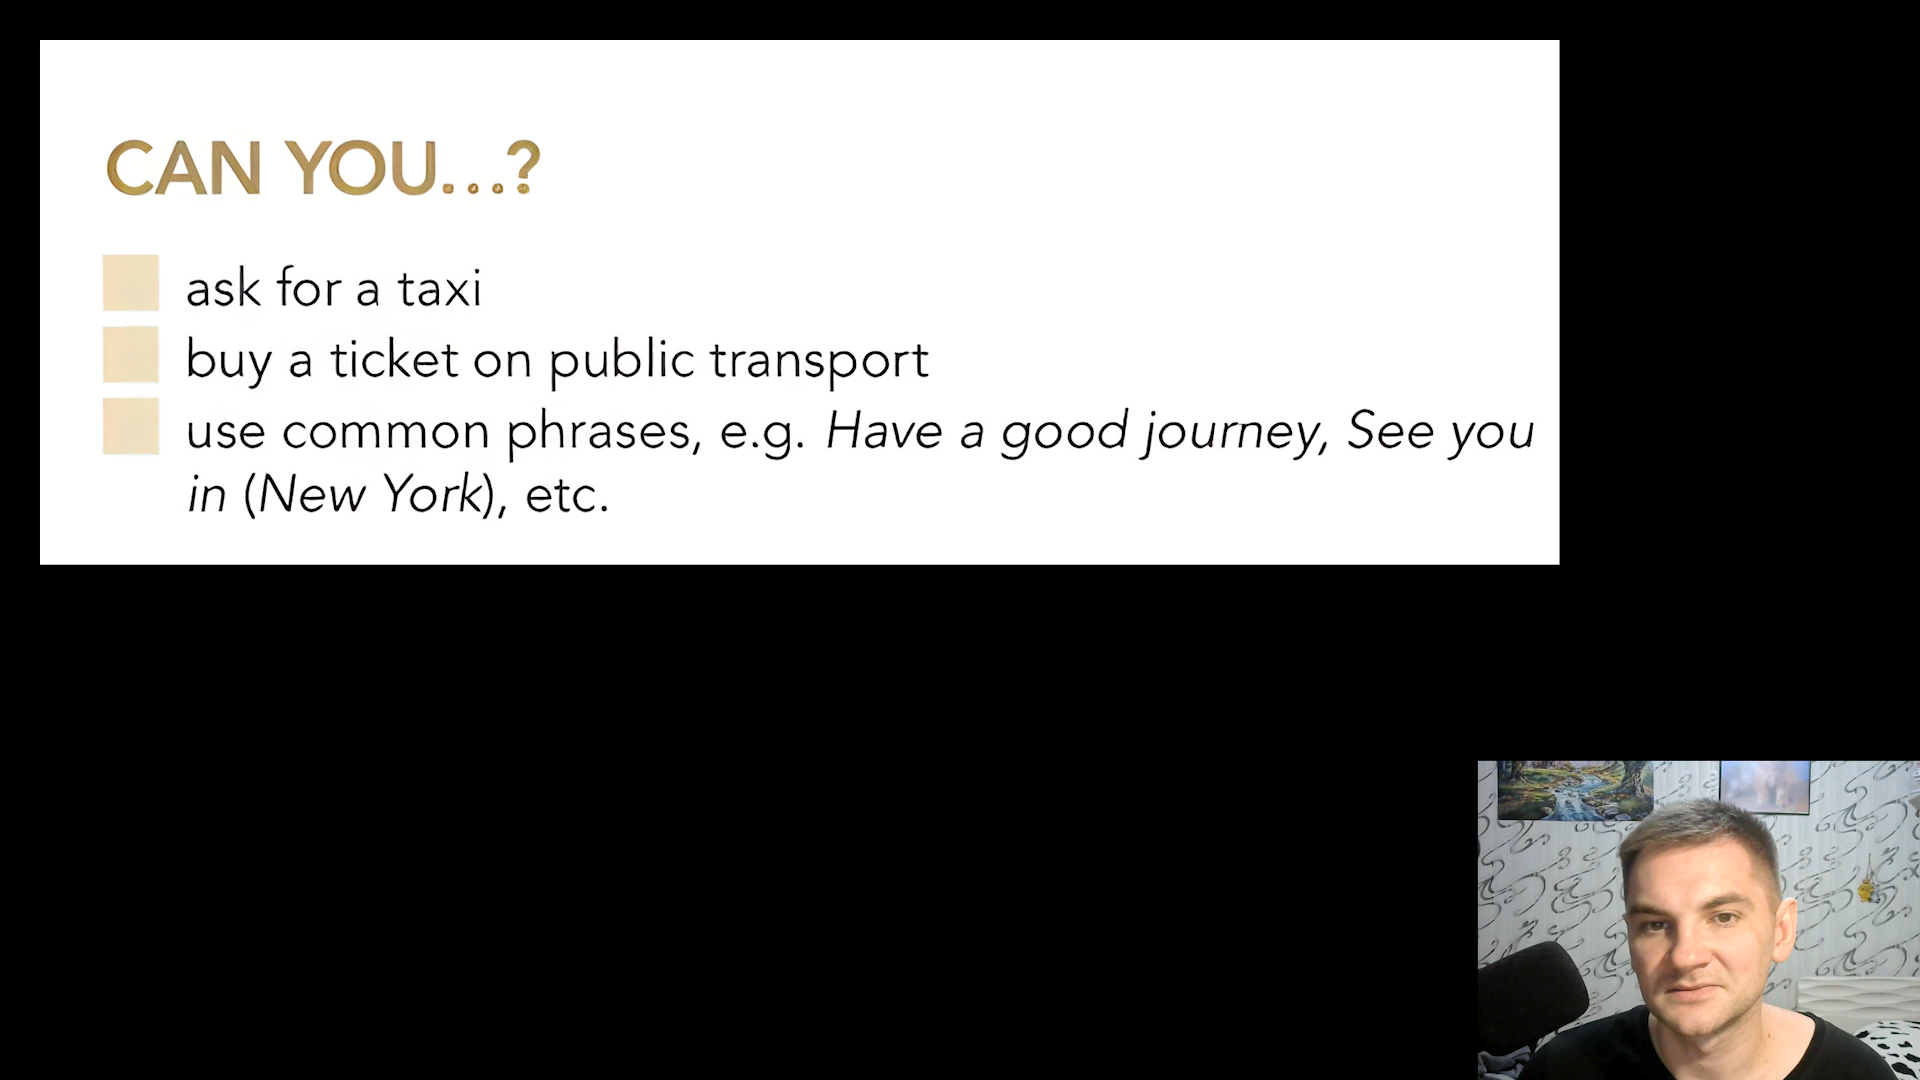 CAN YOU...?
ask for a taxi
buy a ticket on public transport
use common phrases, e.g. Have a good journey, See you
in (New York), etc.